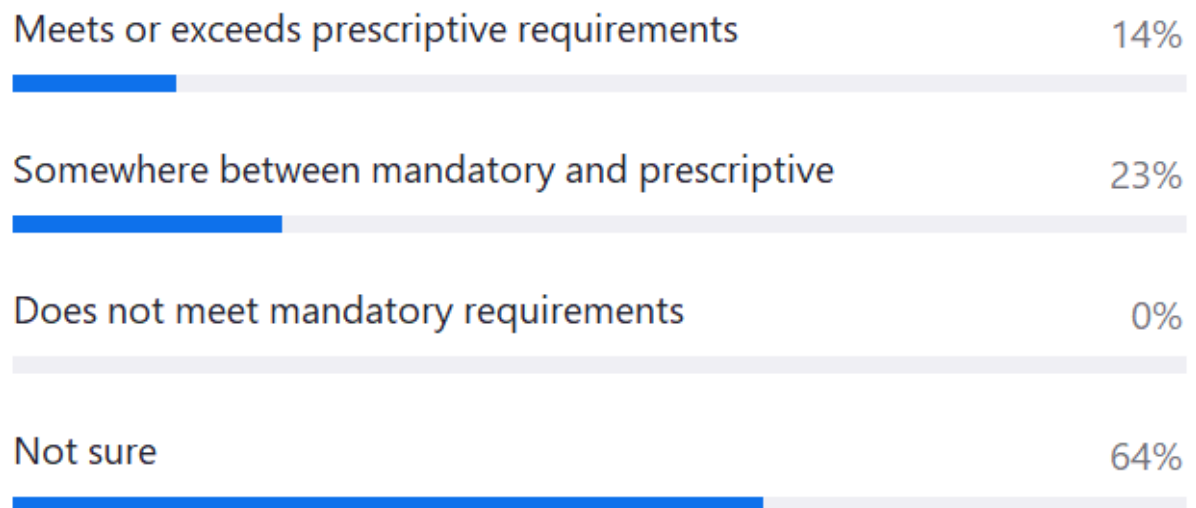 Meets or exceeds prescriptive requirements 14%
Somewhere between mandatory and prescriptive 23%
Does not meet mandatory requirements 0%
Not sure 64%